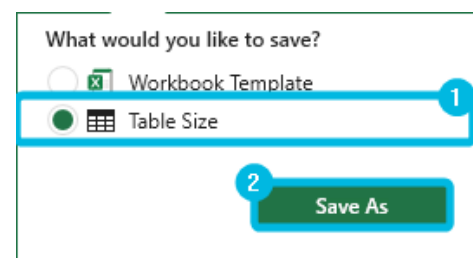 What would you like to save?
Workbook Template
1
Table Size
2
Save As